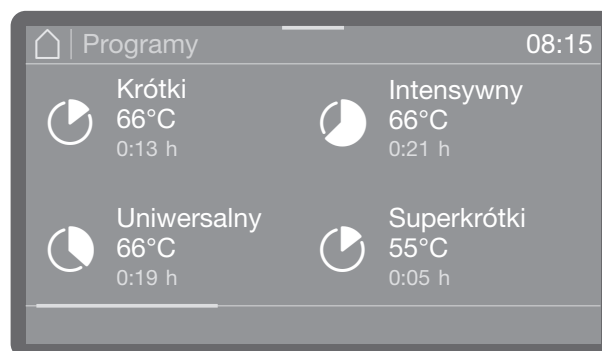 Programy 08:15
Krótki
66°C
0:13 h
Intensywny
66°C
0:21 h
Uniwersalny
66°C
0:19 h
Superkrótki
55°C
0:05 h